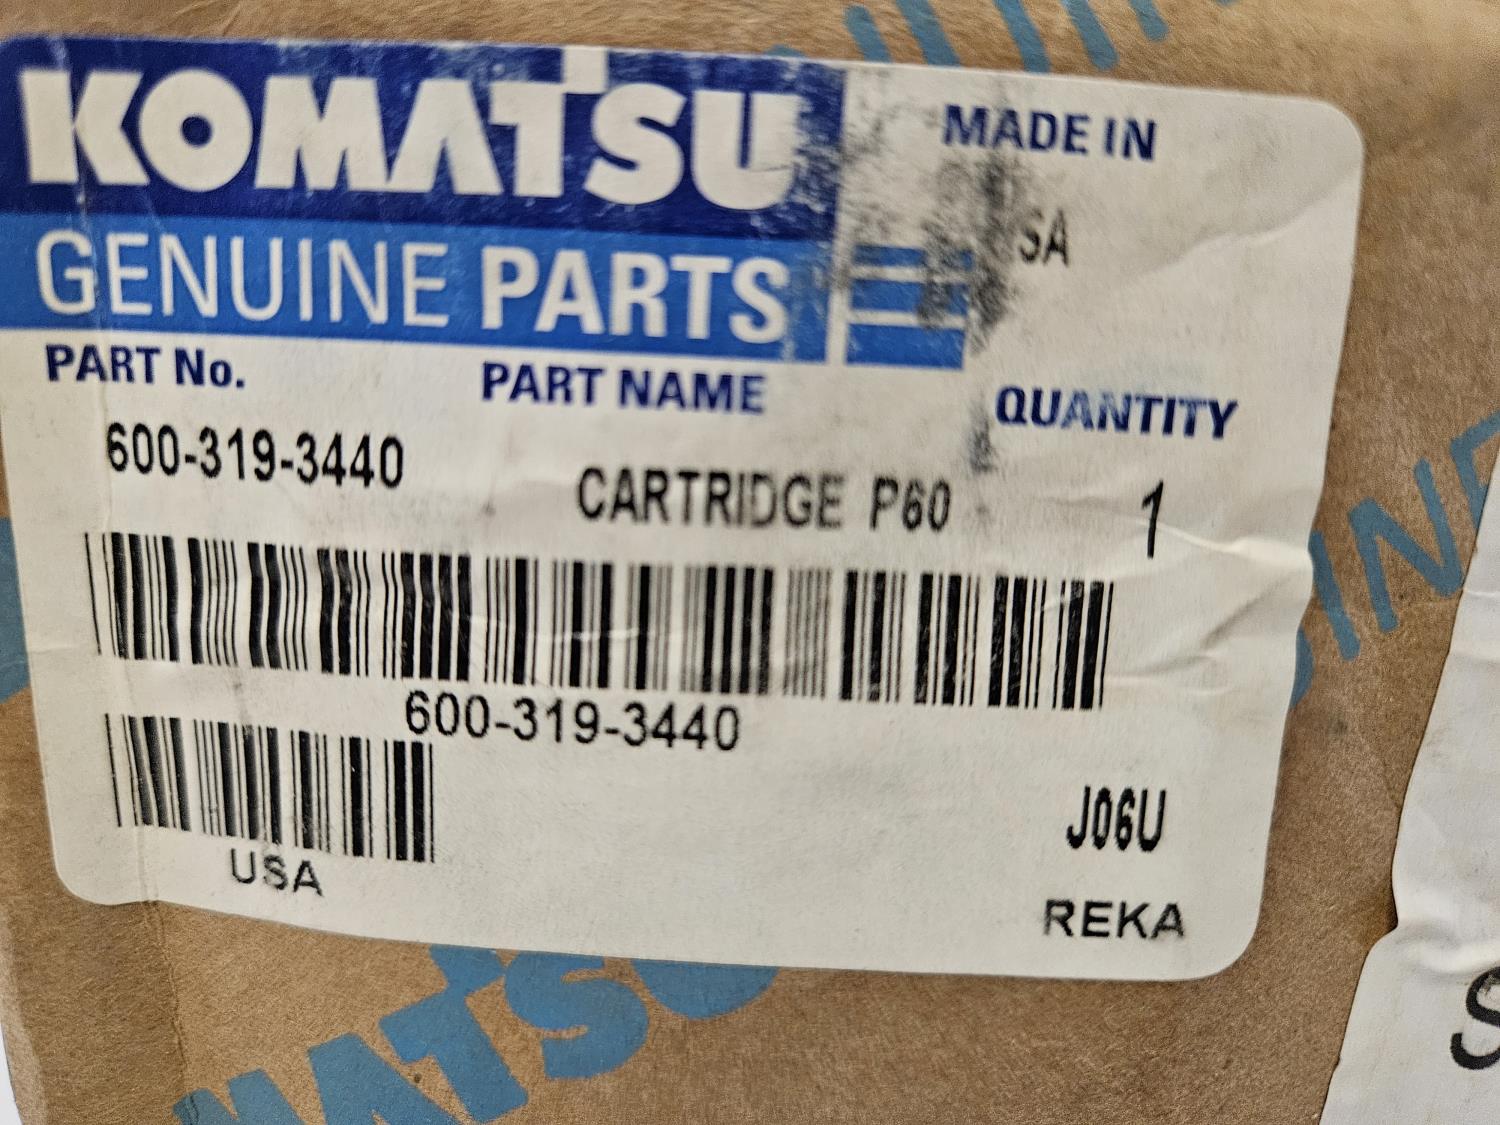 KOMATSU
GENUINE PARTS
MADE IN
SA
PART No.
PART NAME
QUANTITY
600-319-3440
CARTRIDGE P60
1
600-319-3440
USA
J06U
REKA